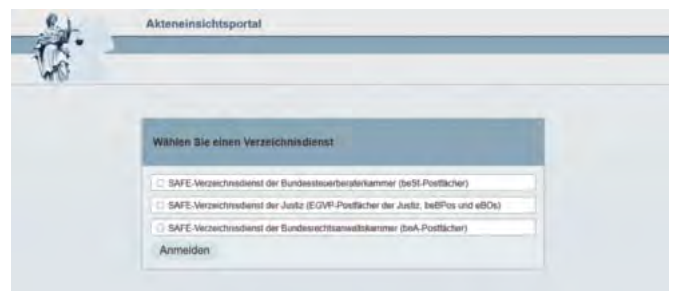 Akteneinsichtsportal
Wählen Sie einen Verzeichnisdienst
SAFE-Verzeichnisdienst der Bundessteuerberaterkammer (beSt-Postfächer)
SAFE-Verzeichnisdienst der Justiz (EGVP-Postfächer der Justiz, beBPos und eBOs)
SAFE-Verzeichnisdienst der Bundesrechtsanwaltskammer (beA-Postfächer)
Anmelden